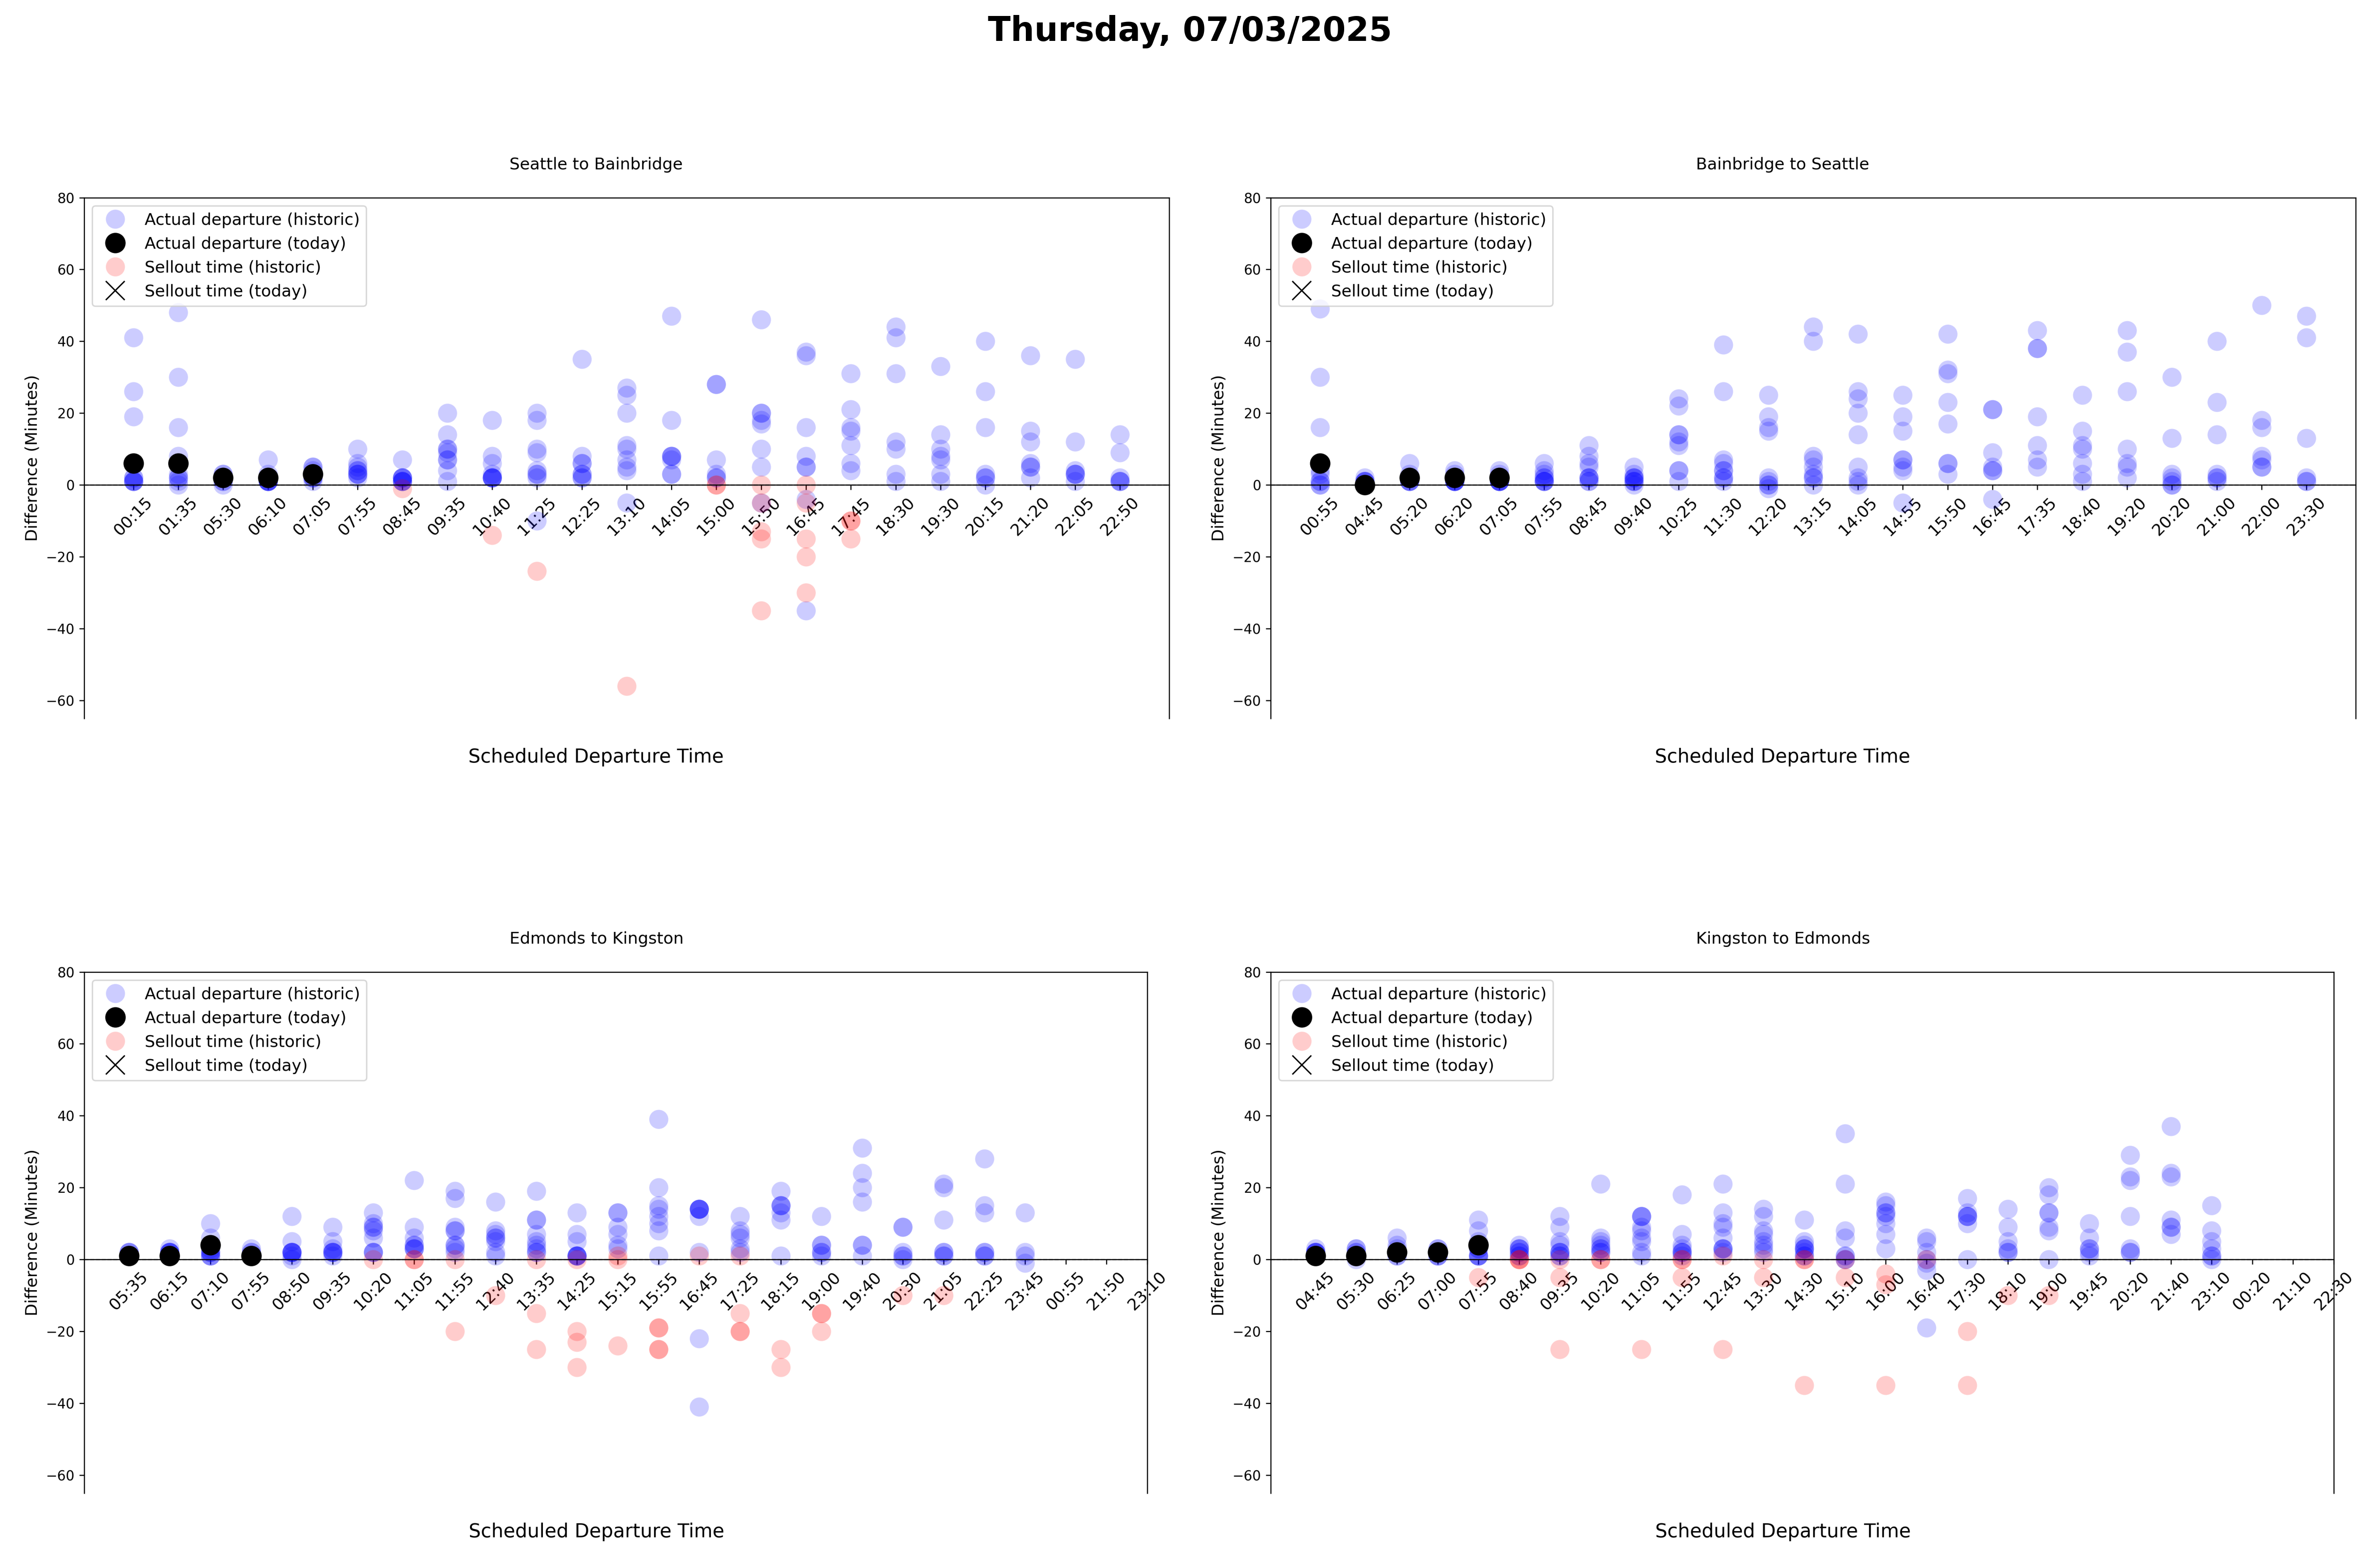 Thursday, 07/03/2025
Seattle to Bainbridge
80
60
40
20
0
−20
−40
−60
Difference (Minutes)
Actual departure (historic)
Actual departure (today)
Sellout time (historic)
Sellout time (today)
00:15 01:35 05:30 06:10 07:05 07:55 08:45 09:35 10:40 11:25 12:25 13:10 14:05 15:00 15:50 16:45 17:45 18:30 19:30 20:15 21:20 22:05 22:50
Scheduled Departure Time
Bainbridge to Seattle
80
60
40
20
0
−20
−40
−60
Difference (Minutes)
Actual departure (historic)
Actual departure (today)
Sellout time (historic)
Sellout time (today)
00:55 04:45 05:20 06:20 07:05 07:55 08:45 09:40 10:25 11:30 12:20 13:15 14:05 14:55 15:50 16:45 17:35 18:40 19:20 20:20 21:00 22:00 23:30
Scheduled Departure Time
Edmonds to Kingston
80
60
40
20
0
−20
−40
−60
Difference (Minutes)
Actual departure (historic)
Actual departure (today)
Sellout time (historic)
Sellout time (today)
05:35 06:15 07:10 07:55 08:50 09:35 10:20 11:05 11:55 12:40 13:35 14:25 15:15 15:55 16:45 17:25 18:15 19:00 19:40 20:30 21:05 22:25 23:45 00:55 21:50 23:10
Scheduled Departure Time
Kingston to Edmonds
80
60
40
20
0
−20
−40
−60
Difference (Minutes)
Actual departure (historic)
Actual departure (today)
Sellout time (historic)
Sellout time (today)
04:45 05:30 06:25 07:00 07:55 08:40 09:35 10:20 11:05 11:55 12:45 13:30 14:30 15:10 16:00 16:40 17:30 18:10 19:00 19:45 20:20 21:40 23:10 00:20 21:10 22:30
Scheduled Departure Time